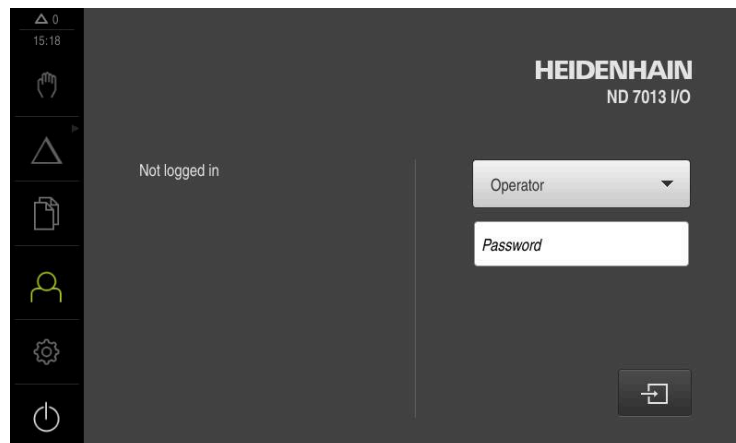 0
15:18
HEIDENHAIN
ND 7013 I/O
Not logged in
Operator
Password